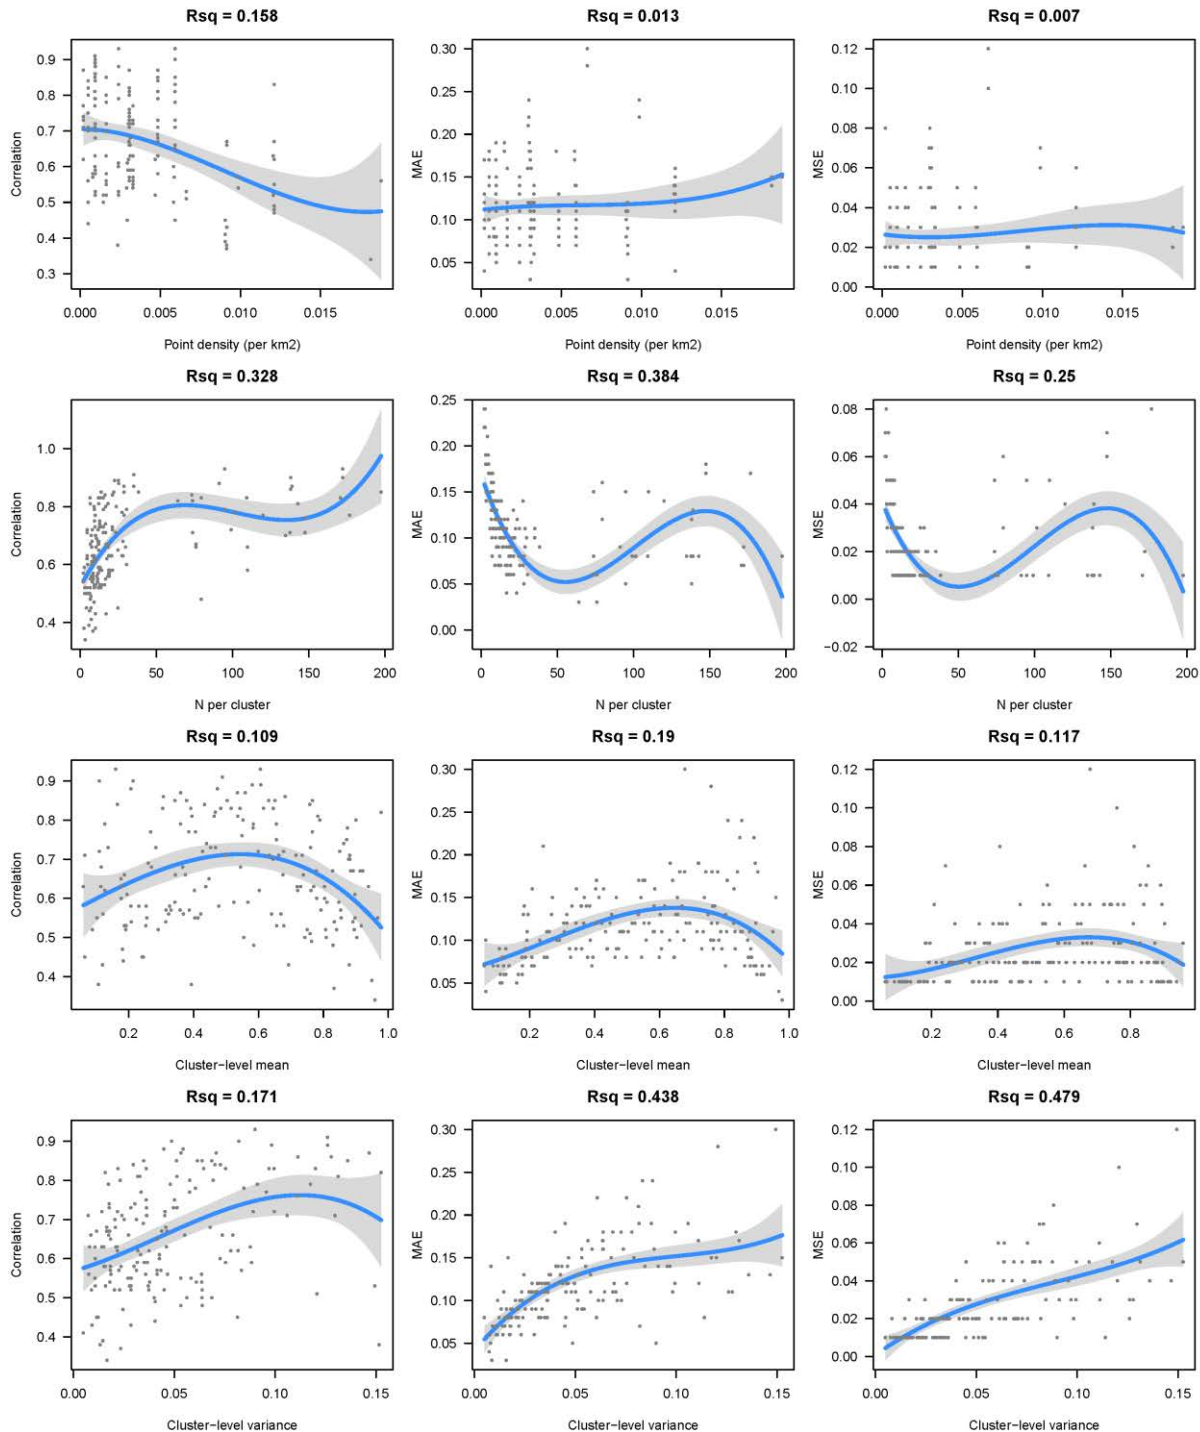 Rsq = 0.158
Rsq = 0.013
Rsq = 0.007
Correlation
0.9
0.8
0.7
0.6
0.5
0.4
0.3
0.000 0.005 0.010 0.015
Point density (per km2)
MAE
0.30
0.25
0.20
0.15
0.10
0.05
0.000 0.005 0.010 0.015
Point density (per km2)
MSE
0.12
0.10
0.08
0.06
0.04
0.02
0.00
0.000 0.005 0.010 0.015
Point density (per km2)
Rsq = 0.328
Rsq = 0.384
Rsq = 0.25
Correlation
1.0
0.8
0.6
0.4
0 50 100 150 200
N per cluster
MAE
0.25
0.20
0.15
0.10
0.05
0.00
0 50 100 150 200
N per cluster
MSE
0.08
0.06
0.04
0.02
0.00
−0.02
0 50 100 150 200
N per cluster
Rsq = 0.109
Rsq = 0.19
Rsq = 0.117
Correlation
0.9
0.8
0.7
0.6
0.5
0.4
0.2 0.4 0.6 0.8 1.0
Cluster−level mean
MAE
0.30
0.25
0.20
0.15
0.10
0.05
0.2 0.4 0.6 0.8 1.0
Cluster−level mean
MSE
0.12
0.10
0.08
0.06
0.04
0.02
0.00
0.2 0.4 0.6 0.8
Cluster−level mean
Rsq = 0.171
Rsq = 0.438
Rsq = 0.479
Correlation
0.9
0.8
0.7
0.6
0.5
0.4
0.00 0.05 0.10 0.15
Cluster−level variance
MAE
0.30
0.25
0.20
0.15
0.10
0.05
0.00 0.05 0.10 0.15
Cluster−level variance
MSE
0.12
0.10
0.08
0.06
0.04
0.02
0.00
0.00 0.05 0.10 0.15
Cluster−level variance